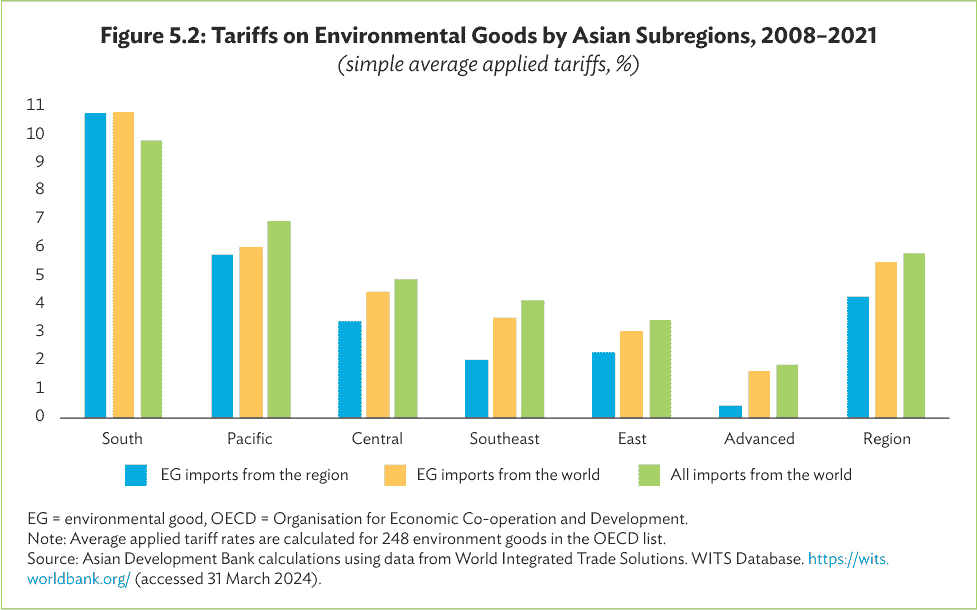 Figure 5.2: Tariffs on Environmental Goods by Asian Subregions, 2008–2021
(simple average applied tariffs, %)
11
10
9
8
7
6
5
4
3
2
1
0
South Pacific Central Southeast East Advanced Region
EG imports from the region EG imports from the world All imports from the world
EG = environmental good, OECD = Organisation for Economic Co-operation and Development.
Note: Average applied tariff rates are calculated for 248 environment goods in the OECD list.
Source: Asian Development Bank calculations using data from World Integrated Trade Solutions. WITS Database. https://wits.
worldbank.org/ (accessed 31 March 2024).